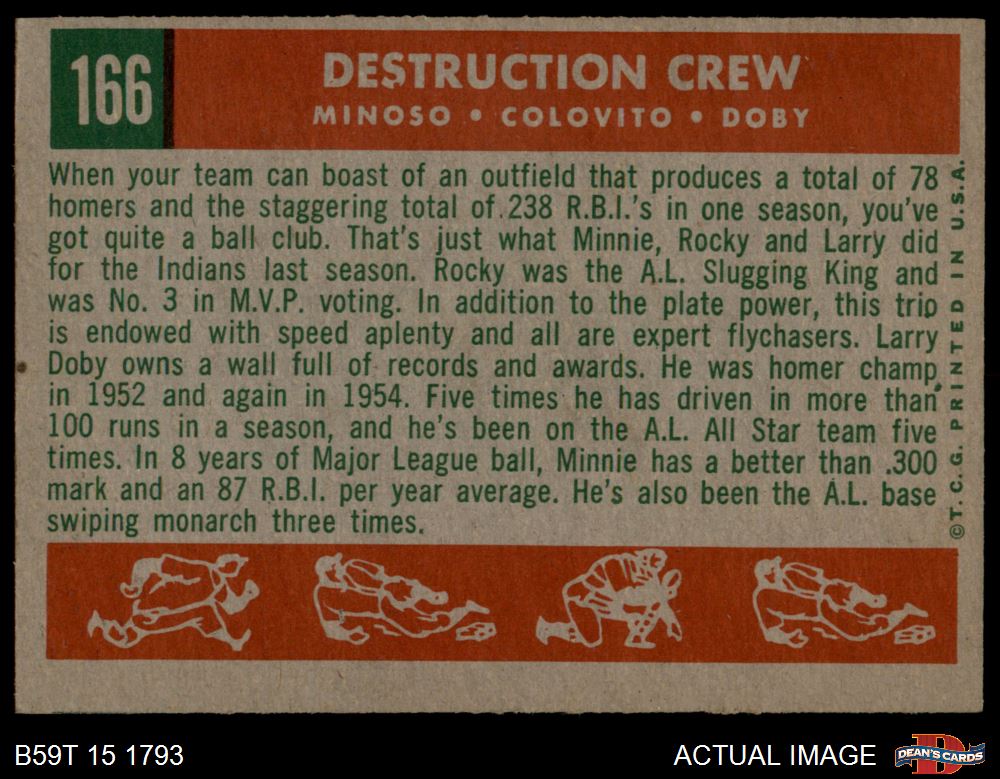 166
DESTRUCTION CREW
MINOSO • COLOVITO • DOBY
When your team can boast of an outfield that produces a total of 78
homers and the staggering total of 238 R.B.I.'s in one season, you've
got quite a ball club. That's just what Minnie, Rocky and Larry did
for the Indians last season. Rocky was the A.L. Slugging King and
was No. 3 in M.V.P. voting. In addition to the plate power, this trio
is endowed with speed aplenty and all are expert flychasers. Larry
Doby owns a wall full of records and awards. He was homer champ
in 1952 and again in 1954. Five times he has driven in more than
100 runs in a season, and he's been on the A.L. All Star team five
times. In 8 years of Major League ball, Minnie has a better than .300
mark and an 87 R.B.I. per year average. He's also been the A.L. base
swiping monarch three times.
©T.C.G. PRINTED IN U.S.A.
B59T 15 1793
ACTUAL IMAGE
DEAN'S CARDS